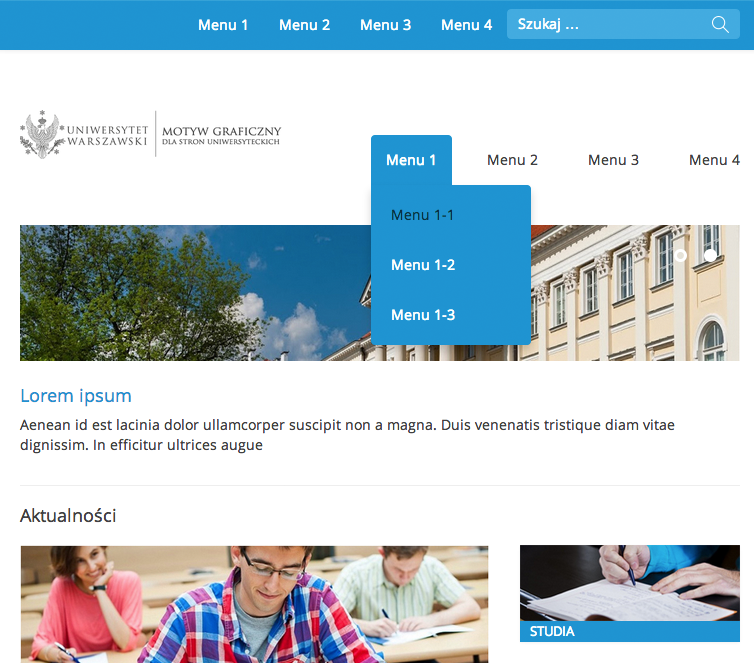 Menu 1 Menu 2 Menu 3 Menu 4 Szukaj ...
UNIWERSYTET
WARSZAWSKI
MOTYW GRAFICZNY
DLA STRON UNIWERSYTECKICH
Menu 1 Menu 2 Menu 3 Menu 4
Menu 1-1
Menu 1-2
Menu 1-3
Lorem ipsum
Aenean id est lacinia dolor ullamcorper suscipit non a magna. Duis venenatis tristique diam vitae
dignissim. In efficitur ultrices augue
Aktualności
STUDIA